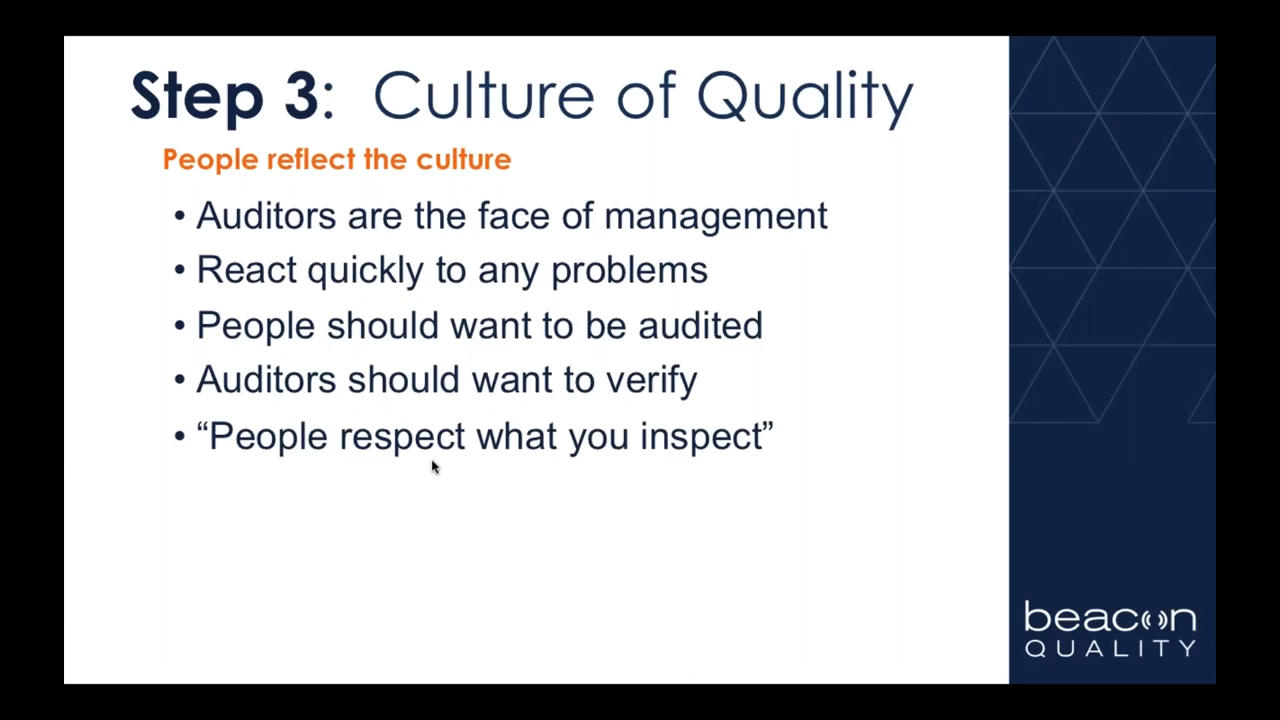 Step 3: Culture of Quality
People reflect the culture
• Auditors are the face of management
• React quickly to any problems
• People should want to be audited
• Auditors should want to verify
• “People respect what you inspect”
beacon
QUALITY